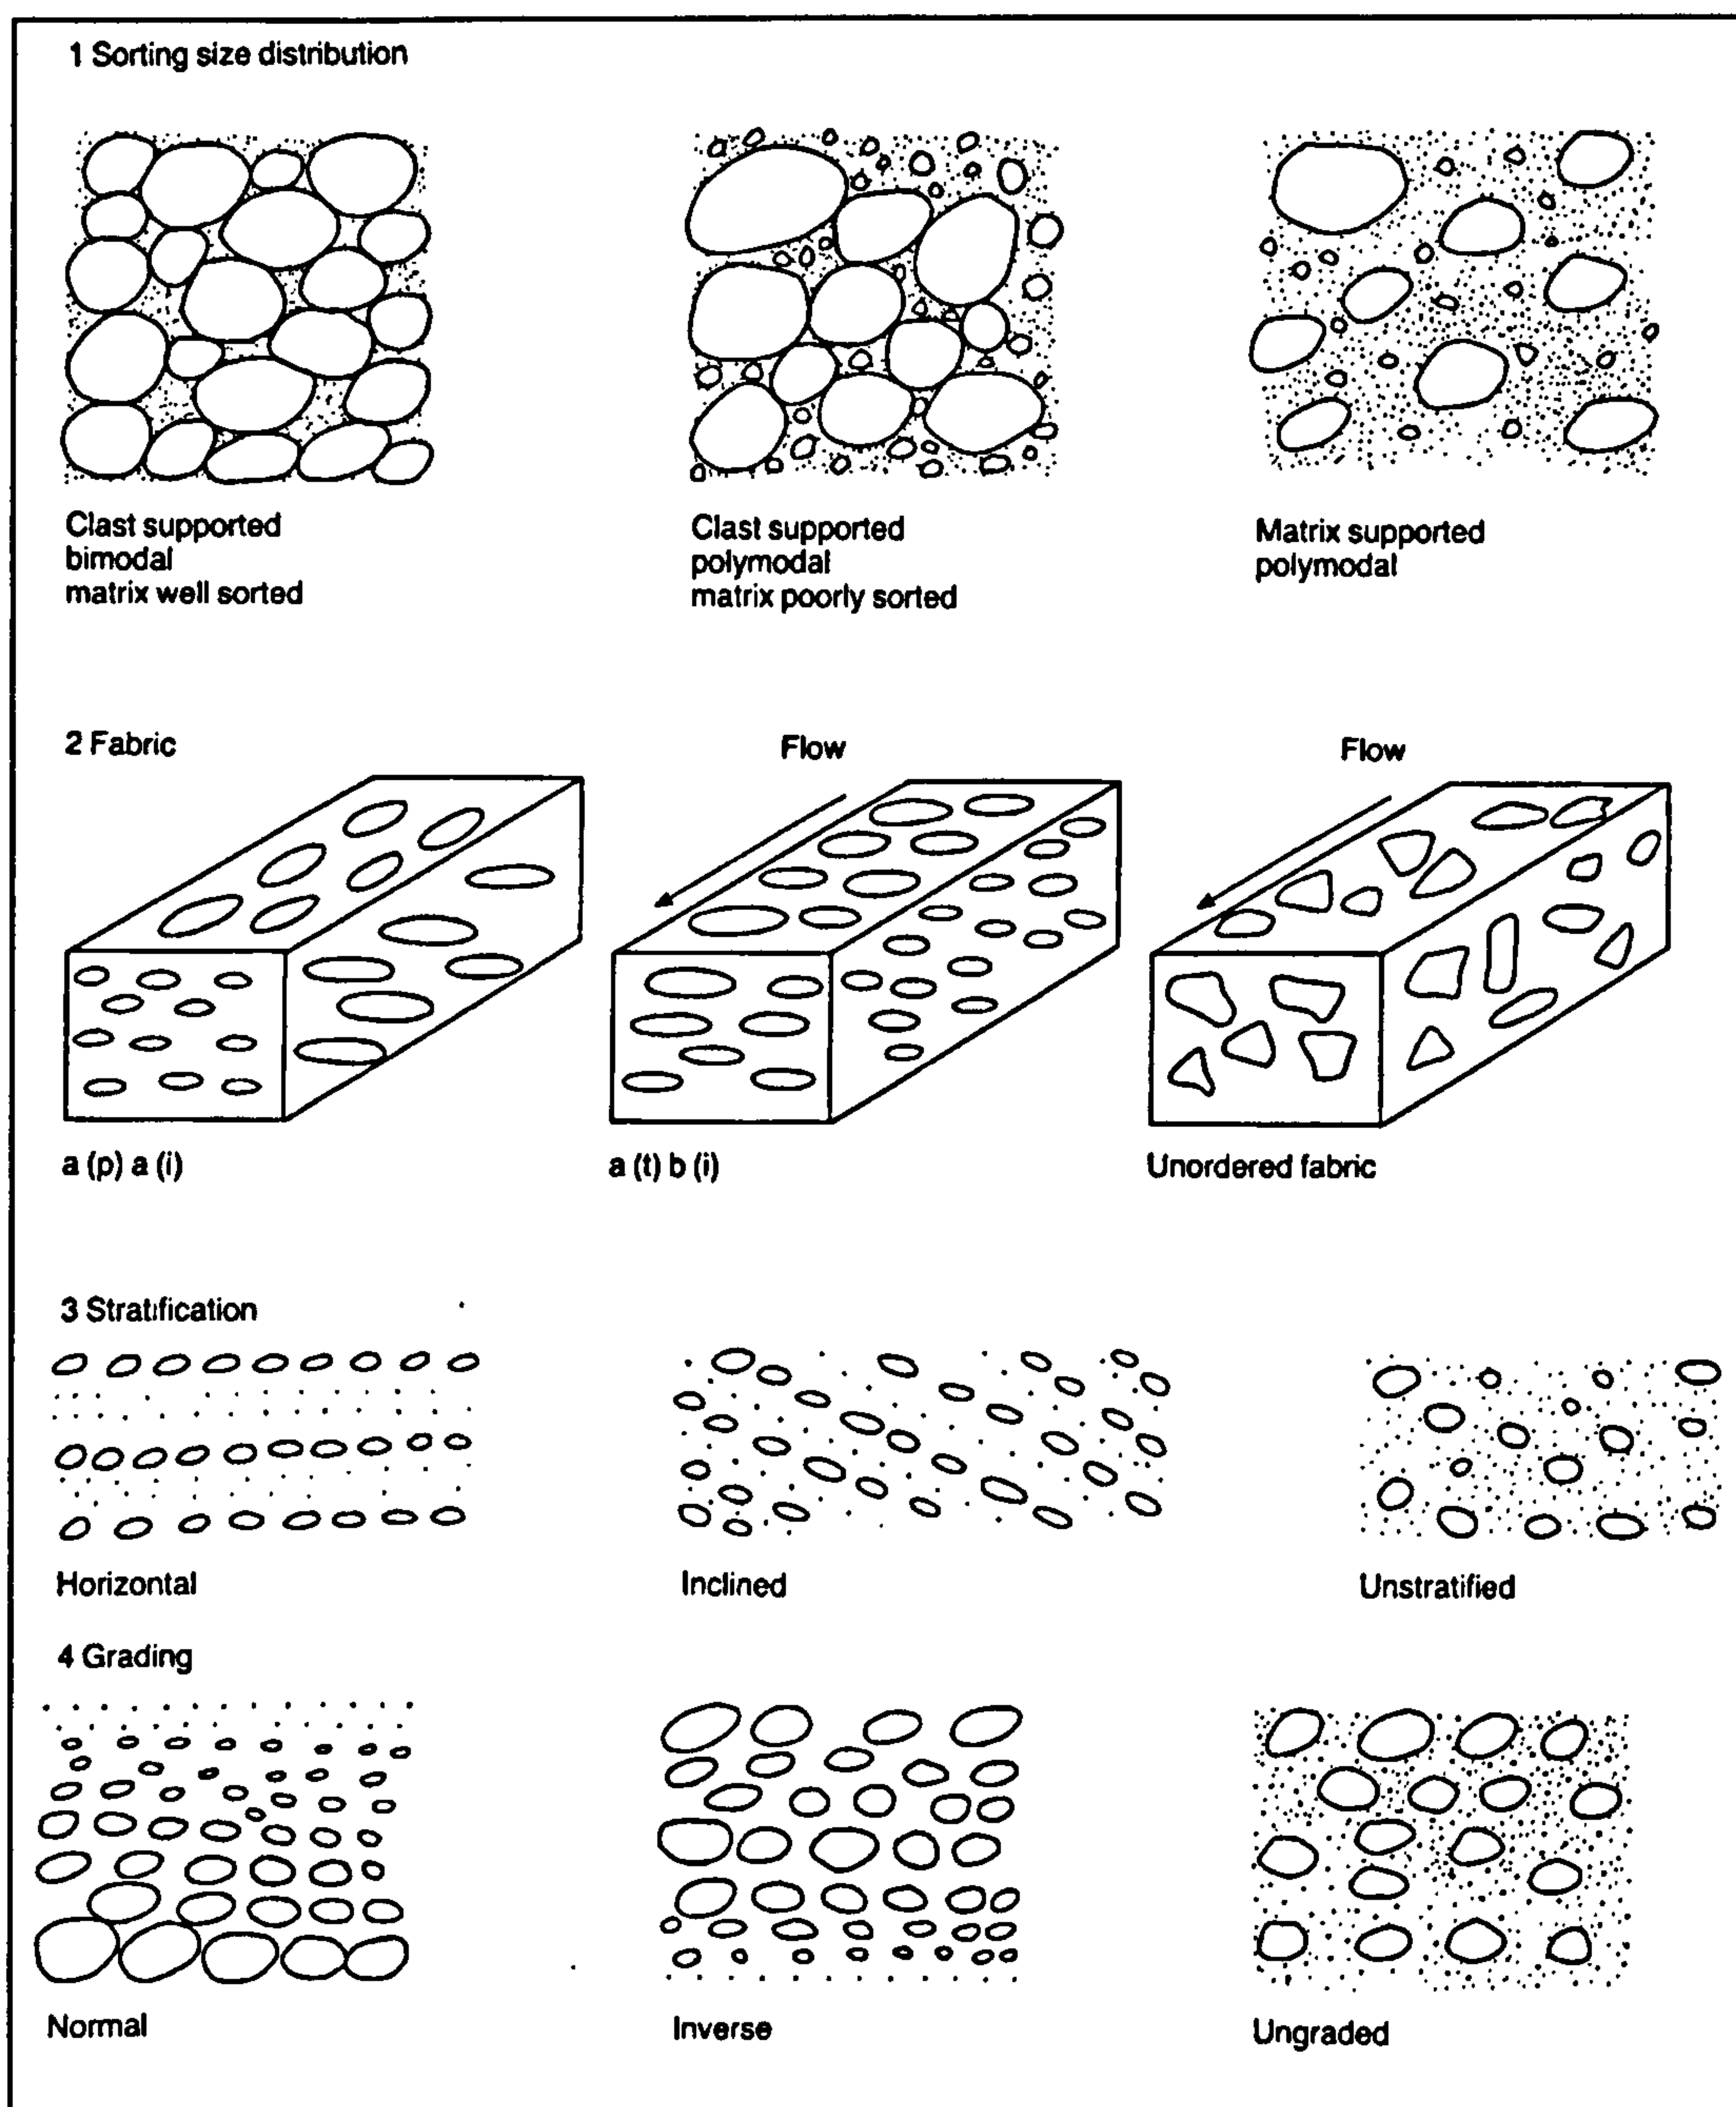 1 Sorting size distribution
Clast supported
bimodal
matrix well sorted
Clast supported
polymodal
matrix poorly sorted
Matrix supported
polymodal
2 Fabric
Flow
Flow
a (p) a (i)
a (t) b (i)
Unordered fabric
3 Stratification
Horizontal
Inclined
Unstratified
4 Grading
Normal
Inverse
Ungraded